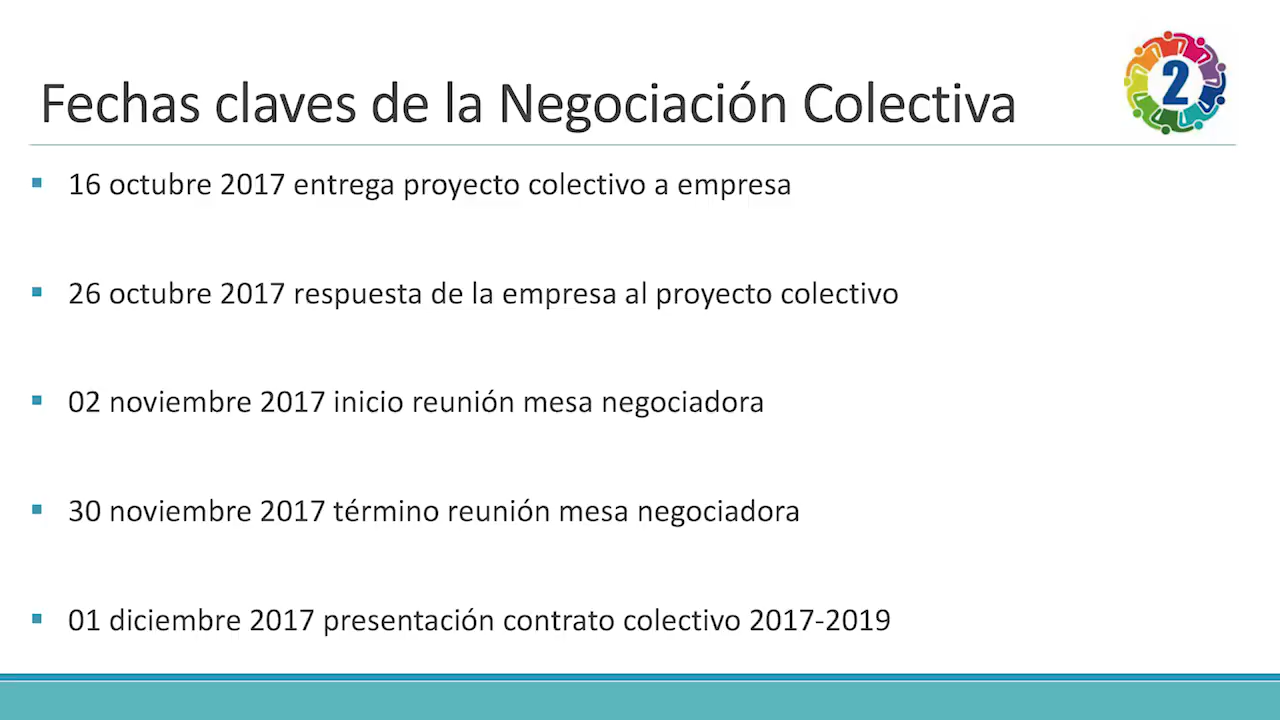 Fechas claves de la Negociación Colectiva
2
16 octubre 2017 entrega proyecto colectivo a empresa
26 octubre 2017 respuesta de la empresa al proyecto colectivo
02 noviembre 2017 inicio reunión mesa negociadora
30 noviembre 2017 término reunión mesa negociadora
01 diciembre 2017 presentación contrato colectivo 2017-2019